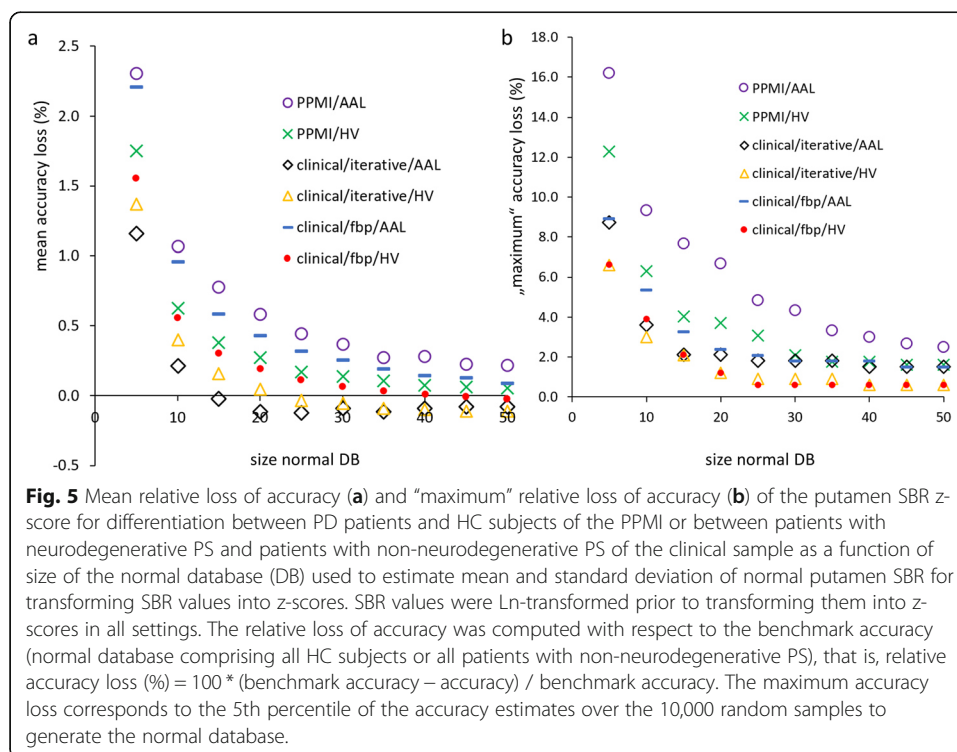 a
mean accuracy loss (%)
2.5
2.0
1.5
1.0
0.5
0.0
-0.5
0 10 20 30 40 50
size normal DB
PPMI/AAL
PPMI/HV
clinical/iterative/AAL
clinical/iterative/HV
clinical/fbp/AAL
clinical/fbp/HV
b
„maximum“ accuracy loss (%)
18.0
16.0
14.0
12.0
10.0
8.0
6.0
4.0
2.0
0.0
0 10 20 30 40 50
size normal DB
PPMI/AAL
PPMI/HV
clinical/iterative/AAL
clinical/iterative/HV
clinical/fbp/AAL
clinical/fbp/HV
Fig. 5 Mean relative loss of accuracy (a) and “maximum” relative loss of accuracy (b) of the putamen SBR z-
score for differentiation between PD patients and HC subjects of the PPMI or between patients with
neurodegenerative PS and patients with non-neurodegenerative PS of the clinical sample as a function of
size of the normal database (DB) used to estimate mean and standard deviation of normal putamen SBR for
transforming SBR values into z-scores. SBR values were Ln-transformed prior to transforming them into z-
scores in all settings. The relative loss of accuracy was computed with respect to the benchmark accuracy
(normal database comprising all HC subjects or all patients with non-neurodegenerative PS), that is, relative
accuracy loss (%) = 100 * (benchmark accuracy − accuracy) / benchmark accuracy. The maximum accuracy
loss corresponds to the 5th percentile of the accuracy estimates over the 10,000 random samples to
generate the normal database.